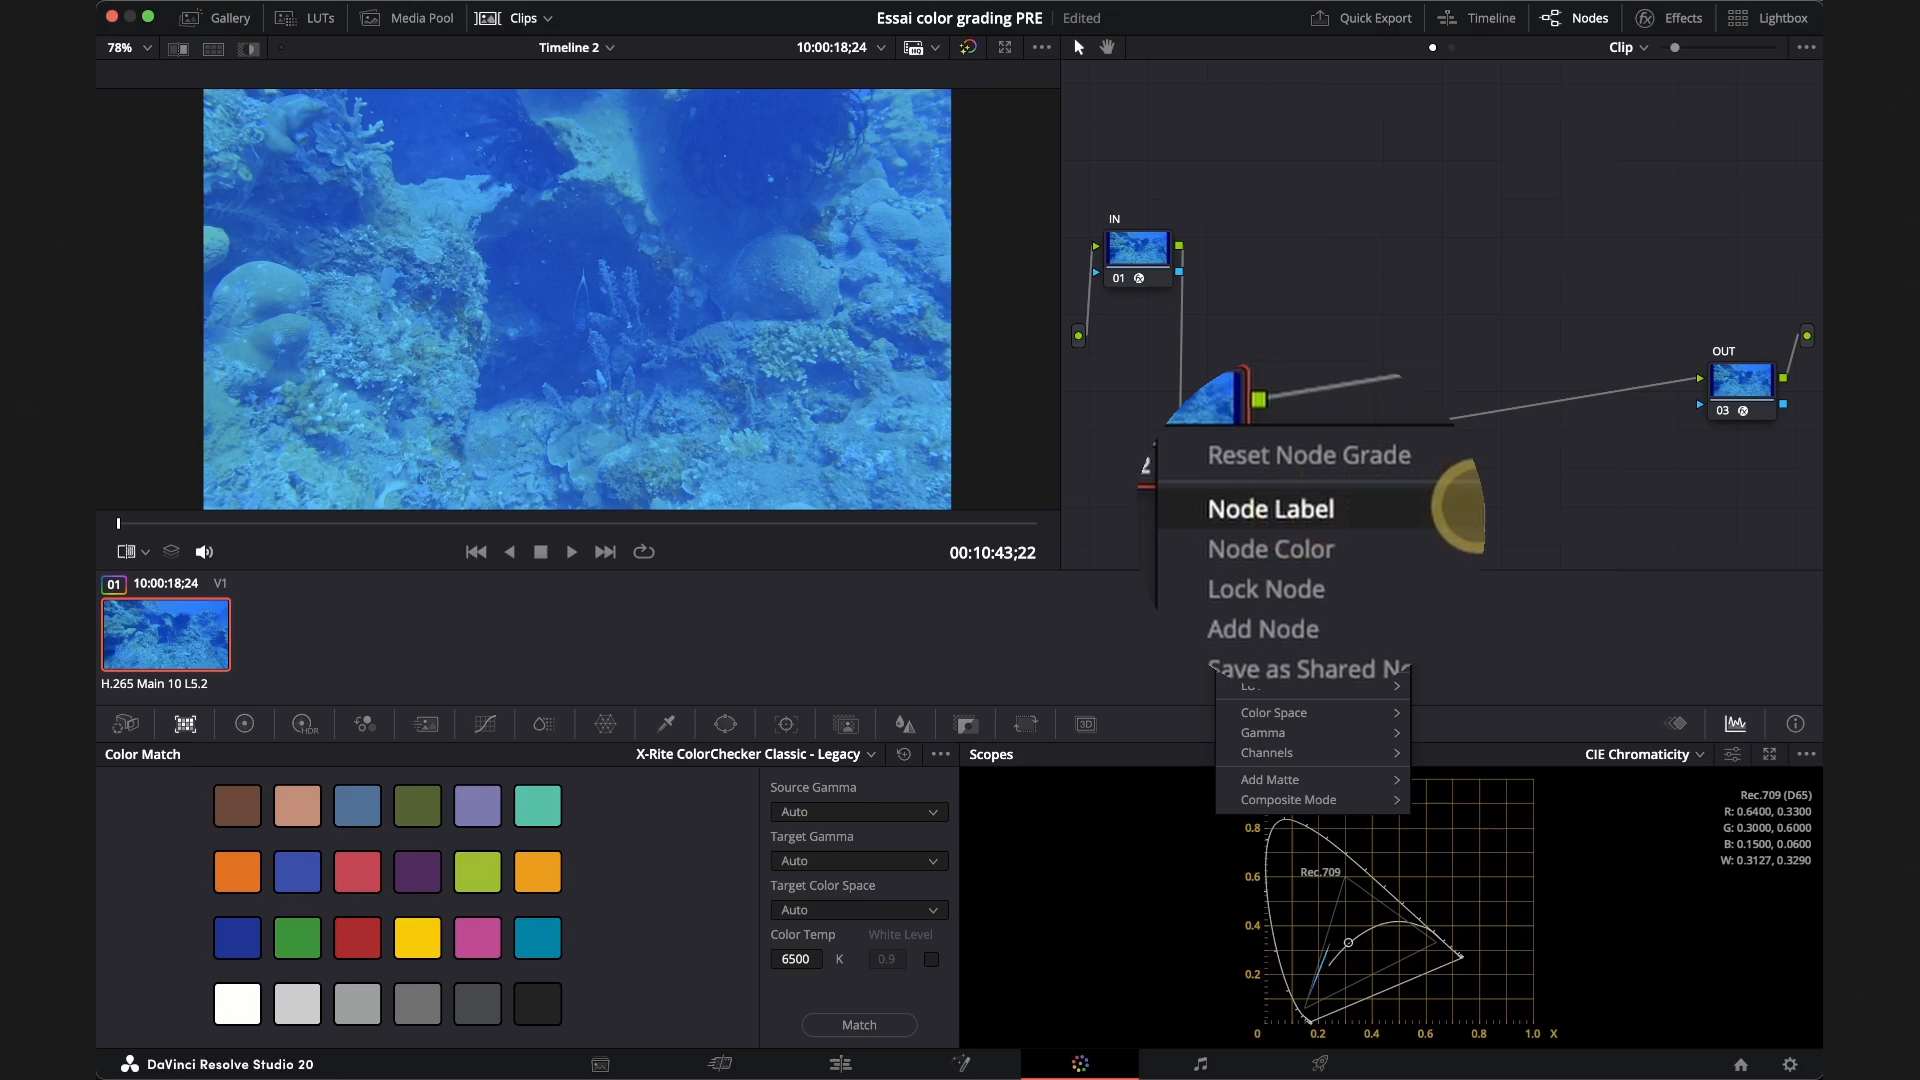 Gallery LUTs Media Pool Clips Essai color grading PRE Edited Quick Export Timeline Nodes Effects Lightbox
78% Timeline 2 10:00:18;24 Clip
IN
01
OUT
03
2
Reset Node Grade
Node Label
Node Color
Lock Node
Add Node
Save as Shared
00:10:43;22
01 10:00:18;24 V1
H.265 Main 10 L5.2
HDR
3D
Color Space
Gamma
Channels
Add Matte
Composite Mode
Color Match X-Rite ColorChecker Classic - Legacy
Source Gamma
Auto
Target Gamma
Auto
Target Color Space
Auto
Color Temp White Level
6500 K 0.9
Match
Scopes CIE Chromaticity
Rec.709 (D65)
R: 0.6400, 0.3300
G: 0.3000, 0.6000
B: 0.1500, 0.0600
W: 0.3127, 0.3290
0.8
Rec.709
0.6
0.4
0.2
0 0.2 0.4 0.6 0.8 1.0 X
DaVinci Resolve Studio 20